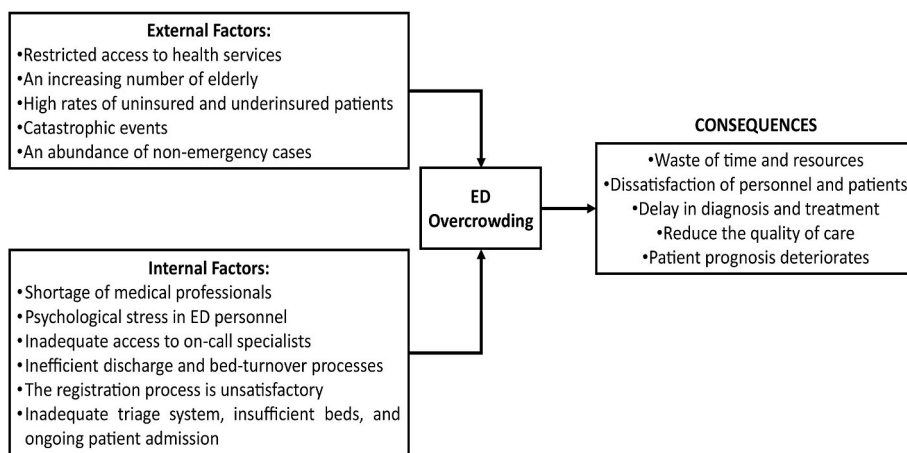 External Factors:
•Restricted access to health services
•An increasing number of elderly
•High rates of uninsured and underinsured patients
•Catastrophic events
•An abundance of non-emergency cases
Internal Factors:
•Shortage of medical professionals
•Psychological stress in ED personnel
•Inadequate access to on-call specialists
•Inefficient discharge and bed-turnover processes
•The registration process is unsatisfactory
•Inadequate triage system, insufficient beds, and
ongoing patient admission
ED
Overcrowding
CONSEQUENCES
•Waste of time and resources
•Dissatisfaction of personnel and patients
•Delay in diagnosis and treatment
•Reduce the quality of care
•Patient prognosis deteriorates